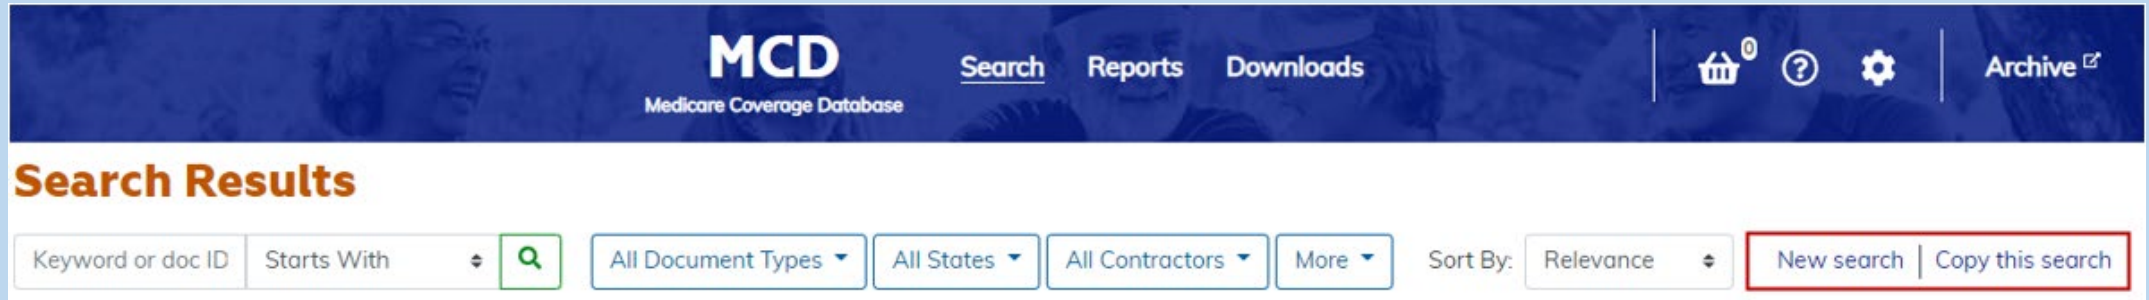 MCD
Medicare Coverage Database
Search Reports Downloads
0
?
Archive
Search Results
Keyword or doc ID Starts With All Document Types All States All Contractors More Sort By: Relevance New search | Copy this search